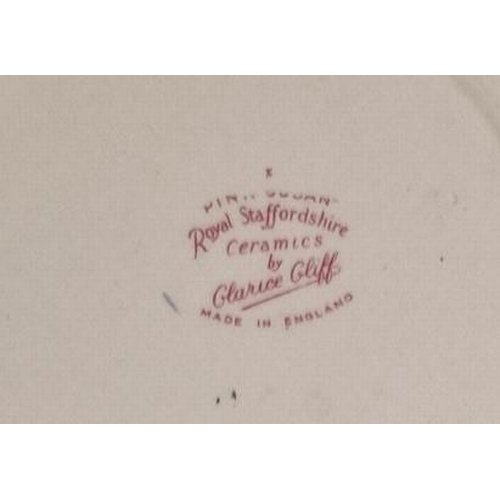 Royal Staffordshire
Ceramics
by
Clarice Cliff
MADE IN ENGLAND